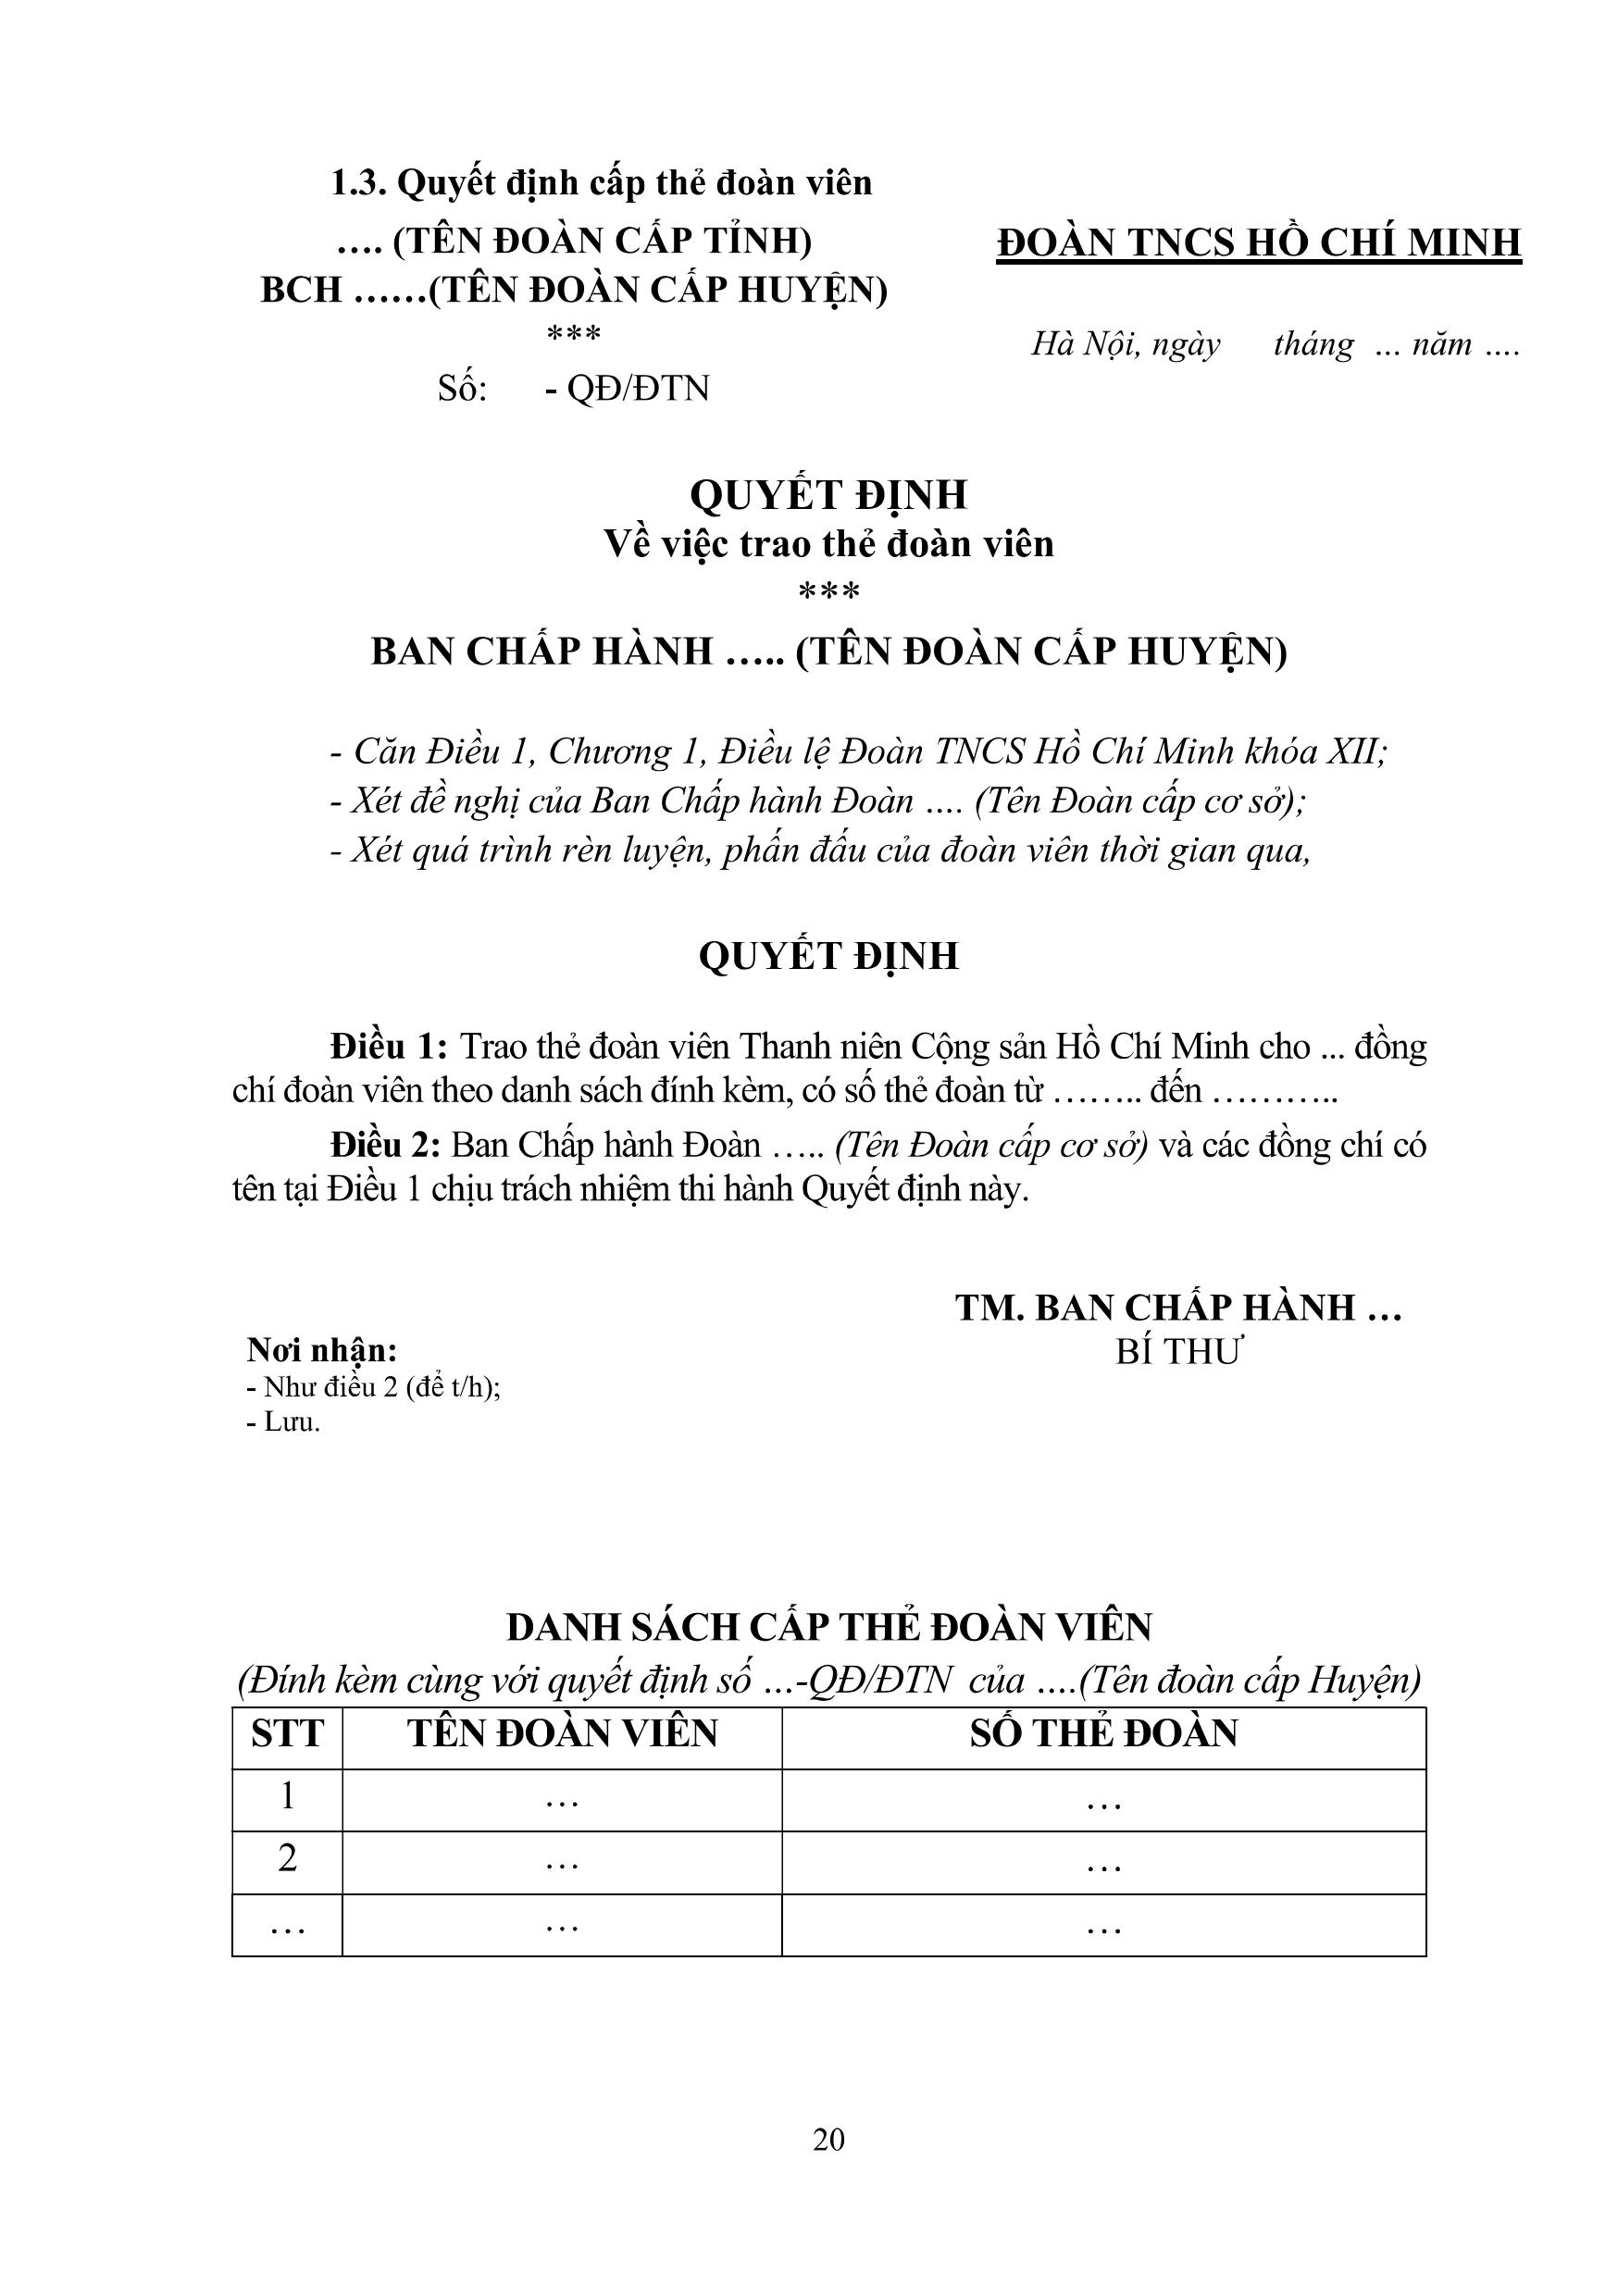 1.3. Quyết định cấp thẻ đoàn viên
…. (TÊN ĐOÀN CẤP TỈNH)
BCH ……(TÊN ĐOÀN CẤP HUYỆN)
***
Số:      - QĐ/ĐTN
ĐOÀN TNCS HỒ CHÍ MINH
Hà Nội, ngày     tháng  … năm ….
QUYẾT ĐỊNH
Về việc trao thẻ đoàn viên
***
BAN CHẤP HÀNH ….. (TÊN ĐOÀN CẤP HUYỆN)
- Căn Điều 1, Chương 1, Điều lệ Đoàn TNCS Hồ Chí Minh khóa XII;
- Xét đề nghị của Ban Chấp hành Đoàn …. (Tên Đoàn cấp cơ sở);
- Xét quá trình rèn luyện, phấn đấu của đoàn viên thời gian qua,
QUYẾT ĐỊNH
Điều 1: Trao thẻ đoàn viên Thanh niên Cộng sản Hồ Chí Minh cho ... đồng
chí đoàn viên theo danh sách đính kèm, có số thẻ đoàn từ …….. đến ………..
Điều 2: Ban Chấp hành Đoàn ….. (Tên Đoàn cấp cơ sở) và các đồng chí có
tên tại Điều 1 chịu trách nhiệm thi hành Quyết định này.
TM. BAN CHẤP HÀNH …
BÍ THƯ
Nơi nhận:
- Như điều 2 (để t/h);
- Lưu.
DANH SÁCH CẤP THẺ ĐOÀN VIÊN
(Đính kèm cùng với quyết định số …-QĐ/ĐTN  của ….(Tên đoàn cấp Huyện)
STT TÊN ĐOÀN VIÊN SỐ THẺ ĐOÀN
1 … …
2 … …
… … …
20